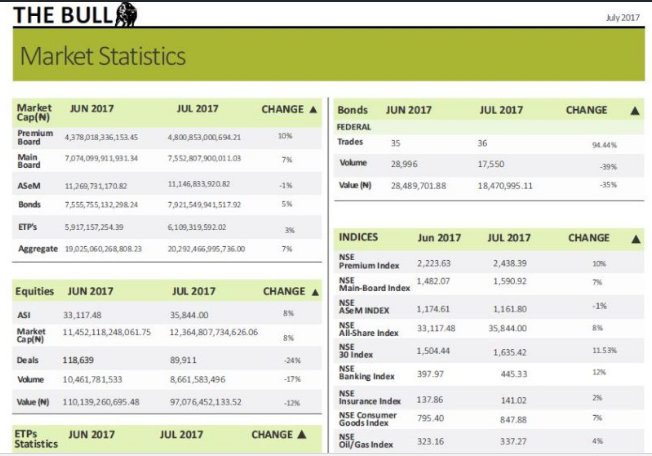 THE BULL
July 2017
Market Statistics
Market Cap(₦) JUN 2017 JUL 2017 CHANGE ▲
Premium Board 4,378,018,336,153.45 4,800,853,000,694.21 10%
Main Board 7,074,099,911,931.34 7,552,807,900,011.03 7%
ASeM 11,269,731,170.82 11,146,833,920.82 -1%
Bonds 7,555,755,132,298.24 7,921,549,941,517.92 5%
ETP's 5,917,157,254.39 6,109,319,592.02 3%
Aggregate 19,025,060,268,808.23 20,292,466,995,736.00 7%
Equities JUN 2017 JUL 2017 CHANGE ▲
ASI 33,117.48 35,844.00 8%
Market Cap(₦) 11,452,118,248,061.75 12,364,807,734,626.06 8%
Deals 118,639 89,911 -24%
Volume 10,461,781,533 8,661,583,496 -17%
Value (₦) 110,139,260,695.48 97,076,452,133.52 -12%
ETPs Statistics JUN 2017 JUL 2017 CHANGE ▲
Bonds JUN 2017 JUL 2017 CHANGE ▲
FEDERAL
Trades 35 36 94.44%
Volume 28,996 17,550 -39%
Value (₦) 28,489,701.88 18,470,995.11 -35%
INDICES Jun 2017 JUL 2017 CHANGE ▲
NSE Premium Index 2,223.63 2,438.39 10%
NSE Main-Board Index 1,482.07 1,590.92 7%
NSE ASeM INDEX 1,174.61 1,161.80 -1%
NSE All-Share Index 33,117.48 35,844.00 8%
NSE 30 Index 1,504.44 1,635.42 11.53%
NSE Banking Index 397.97 445.33 12%
NSE Insurance Index 137.86 141.02 2%
NSE Consumer Goods Index 795.40 847.88 7%
NSE Oil/Gas Index 323.16 337.27 4%